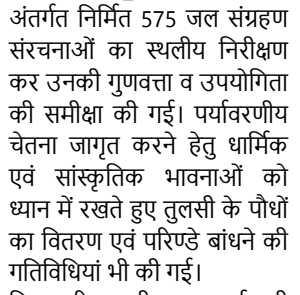 अंतर्गत निर्मित 575 जल संग्रहण
संरचनाओं का स्थलीय निरीक्षण
कर उनकी गुणवत्ता व उपयोगिता
की समीक्षा की गई। पर्यावरणीय
चेतना जागृत करने हेतु धार्मिक
एवं सांस्कृतिक भावनाओं को
ध्यान में रखते हुए तुलसी के पौधों
का वितरण एवं परिण्डे बांधने की
गतिविधियां भी की गई।